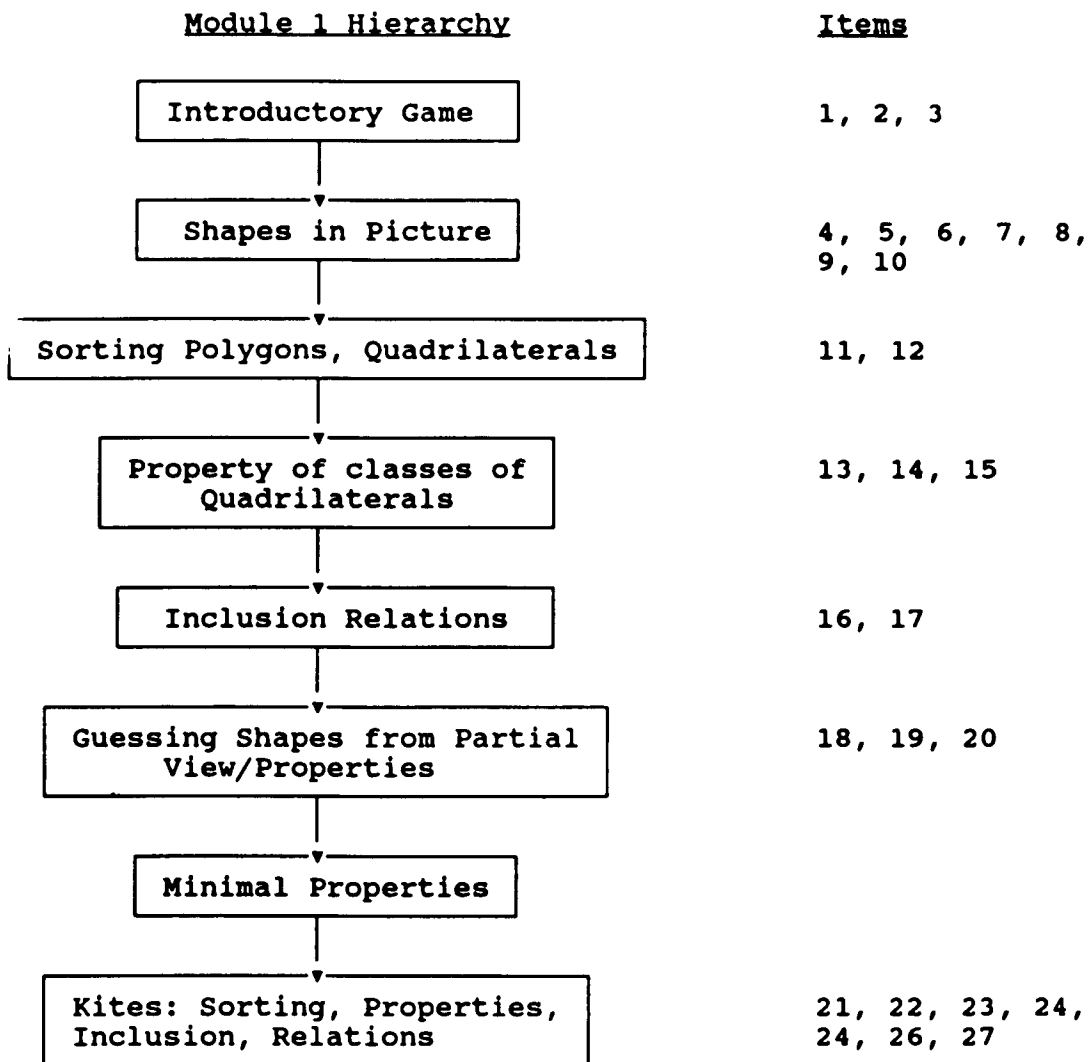 Module 1 Hierarchy
Items
Introductory Game
1, 2, 3
Shapes in Picture
4, 5, 6, 7, 8,
9, 10
Sorting Polygons, Quadrilaterals
11, 12
Property of classes of
Quadrilaterals
13, 14, 15
Inclusion Relations
16, 17
Guessing Shapes from Partial
View/Properties
18, 19, 20
Minimal Properties
Kites: Sorting, Properties,
Inclusion, Relations
21, 22, 23, 24,
24, 26, 27